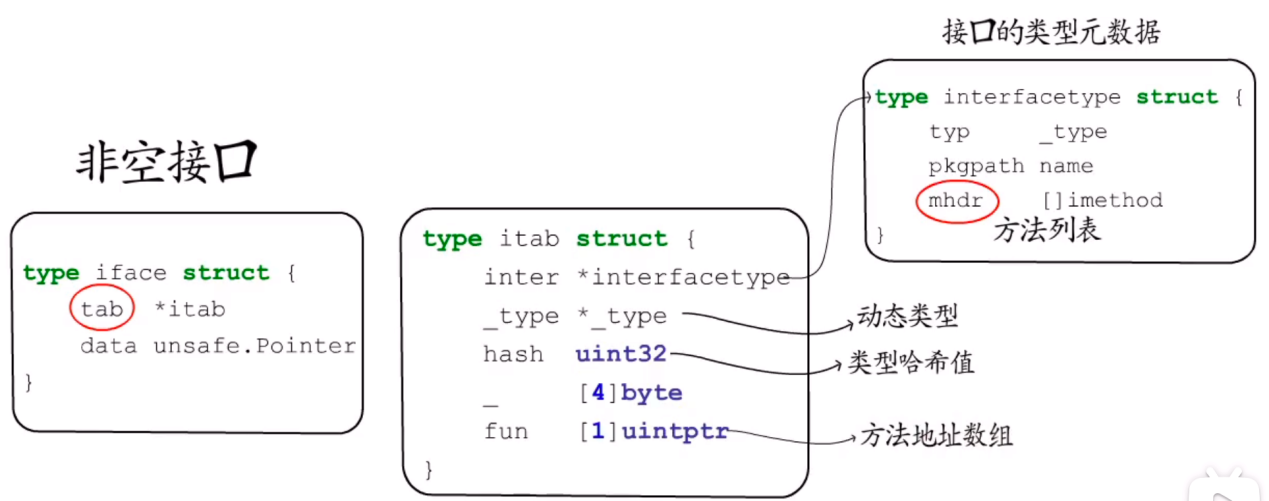 非空接口
type iface struct {
tab *itab
data unsafe.Pointer
}
type itab struct {
inter *interfacetype
_type *_type
hash uint32
_ [4]byte
fun [1]uintptr
}
动态类型
类型哈希值
方法地址数组
接口的类型元数据
type interfacetype struct {
typ _type
pkgpath name
mhdr []imethod
}
方法列表